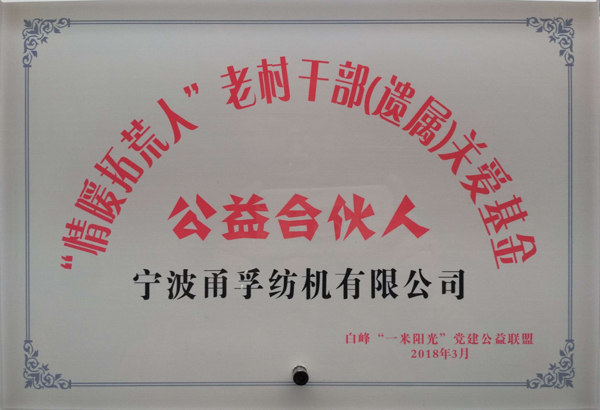 “情暖拓荒人”老村干部(遗属)关爱基金
公益合伙人
宁波甬孚纺机有限公司
白峰“一米阳光”党建公益联盟
2018年3月